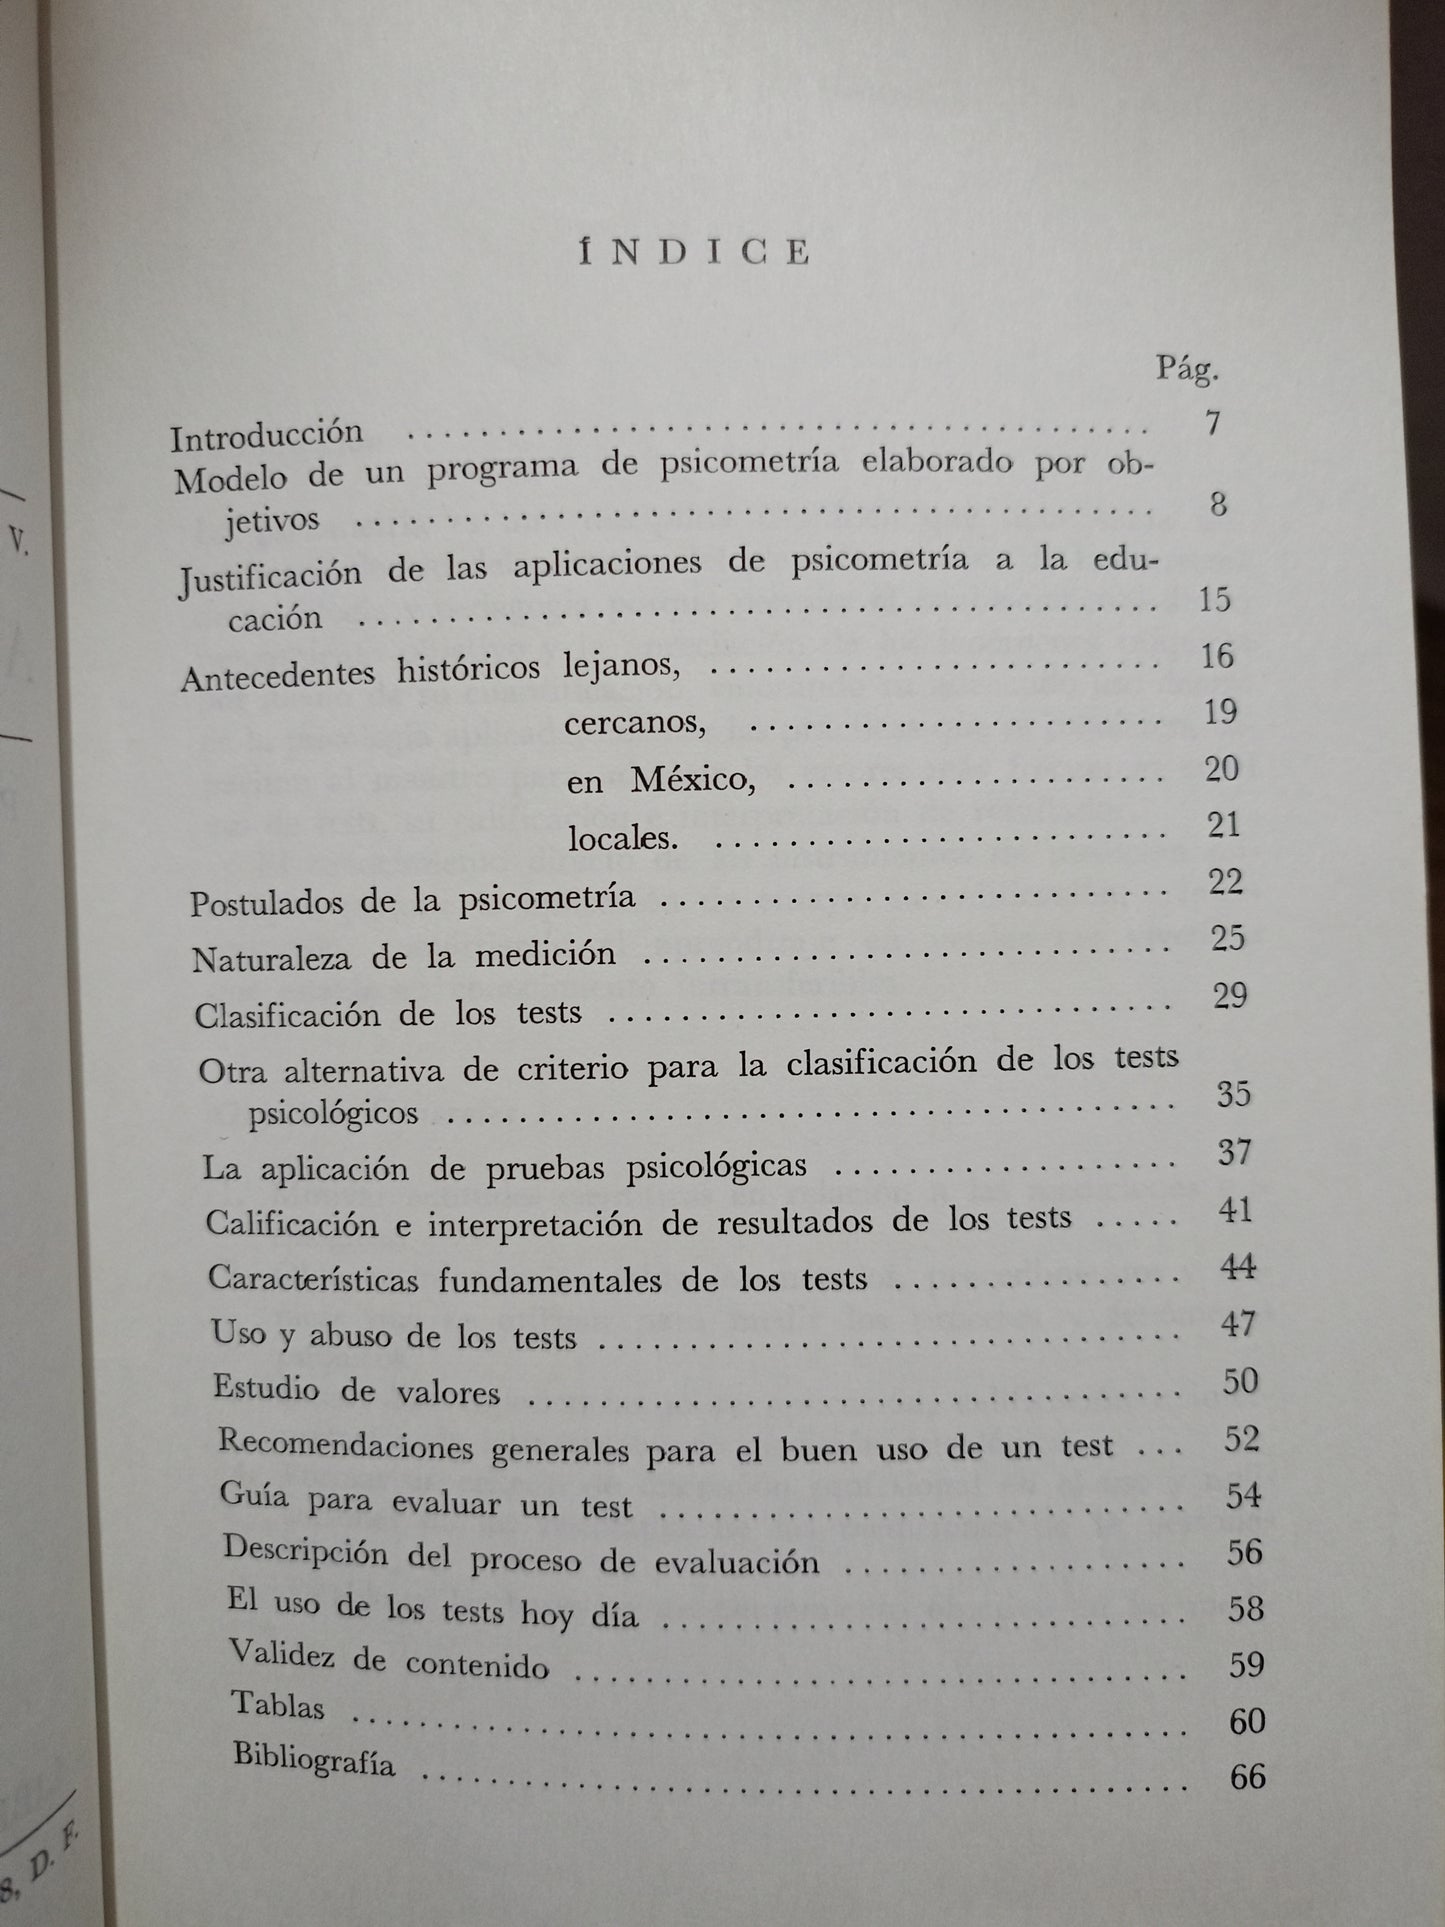 ÍNDICE
Pág.
Introducción ........................................ 7
Modelo de un programa de psicometría elaborado por ob-
jetivos ........................................ 8
Justificación de las aplicaciones de psicometría a la edu-
cación ........................................ 15
Antecedentes históricos lejanos, .................... 16
cercanos, .................... 19
en México, .................... 20
locales. .................... 21
Postulados de la psicometría .................... 22
Naturaleza de la medición .................... 25
Clasificación de los tests .................... 29
Otra alternativa de criterio para la clasificación de los tests
psicológicos .................... 35
La aplicación de pruebas psicológicas .................... 37
Calificación e interpretación de resultados de los tests ..... 41
Características fundamentales de los tests .................... 44
Uso y abuso de los tests .................... 47
Estudio de valores .................... 50
Recomendaciones generales para el buen uso de un test ... 52
Guía para evaluar un test .................... 54
Descripción del proceso de evaluación .................... 56
El uso de los tests hoy día .................... 58
Validez de contenido .................... 59
Tablas .................... 60
Bibliografía .................... 66
V.
8, D. F.